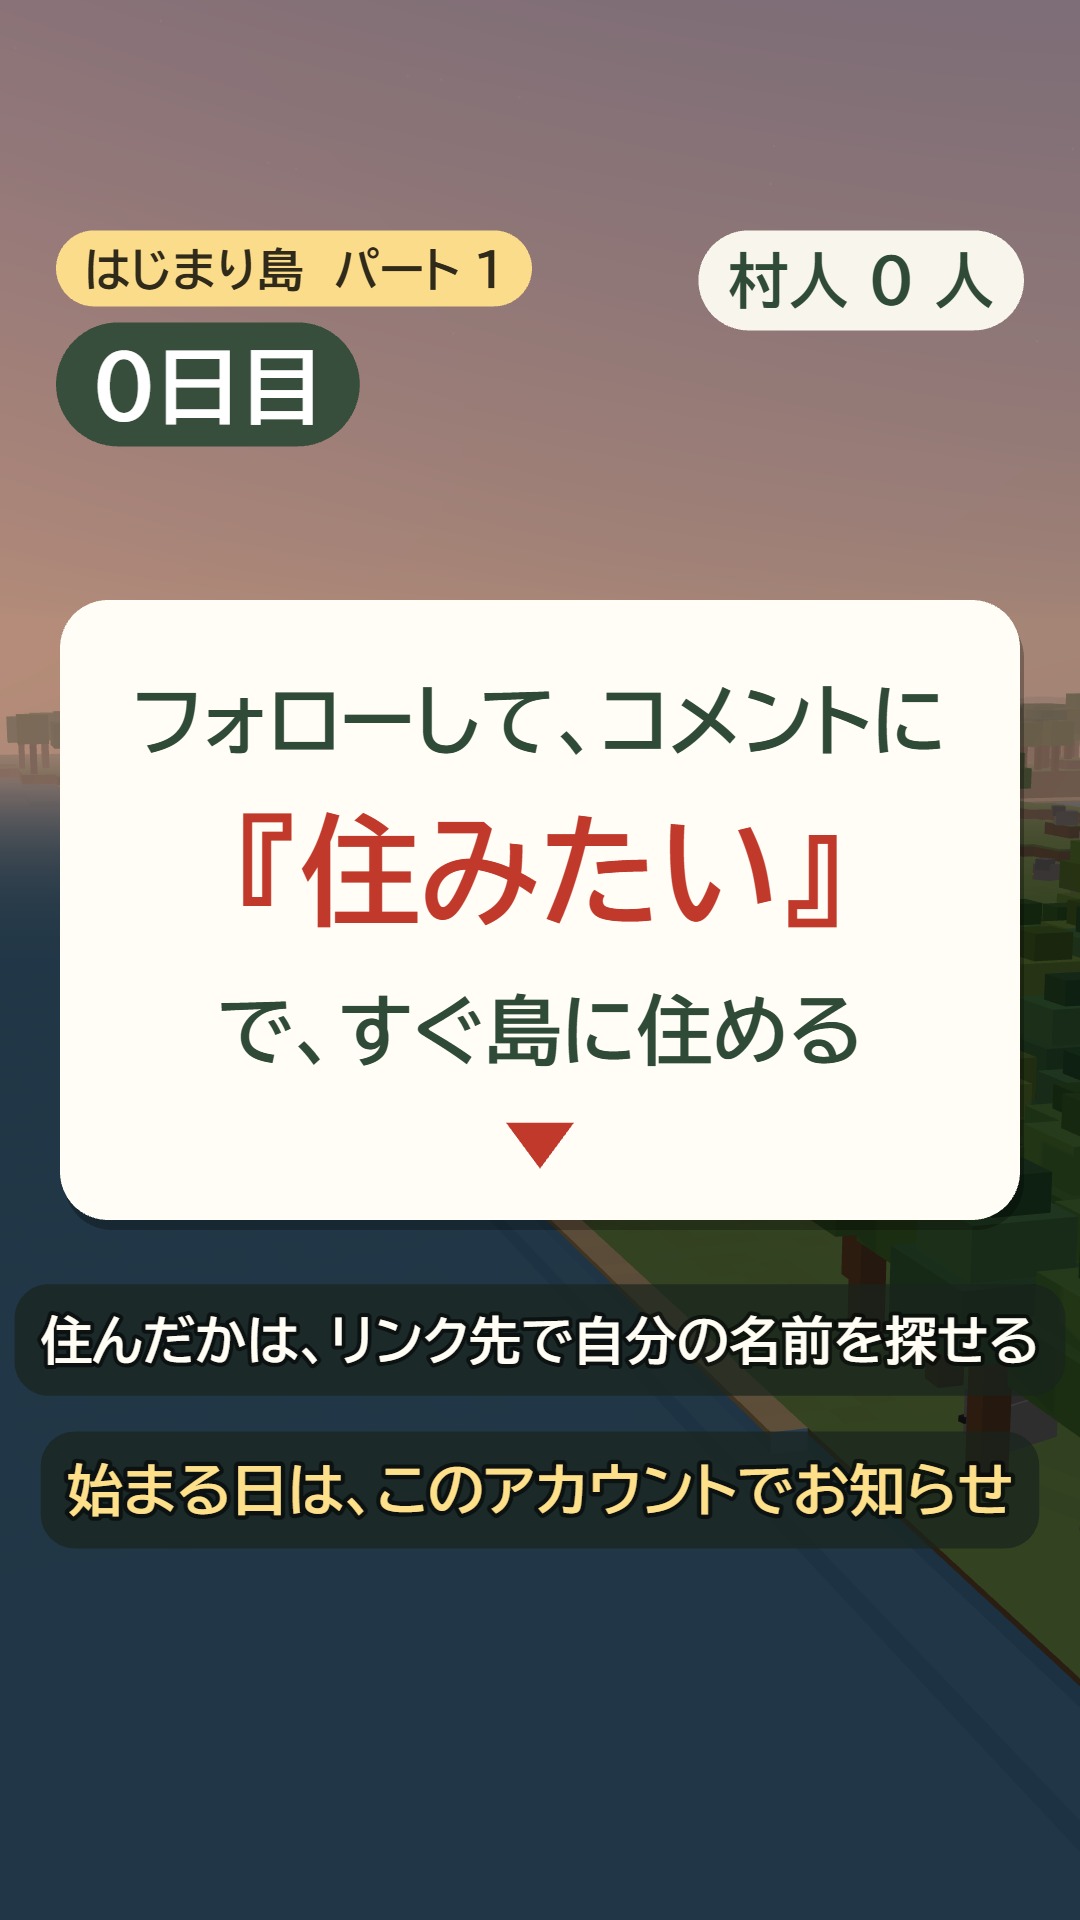 はじまり島 パート 1
村人 0 人
0日目
フォローして、コメントに
『住みたい』
で、すぐ島に住める
住んだかは、リンク先で自分の名前を探せる
始まる日は、このアカウントでお知らせ